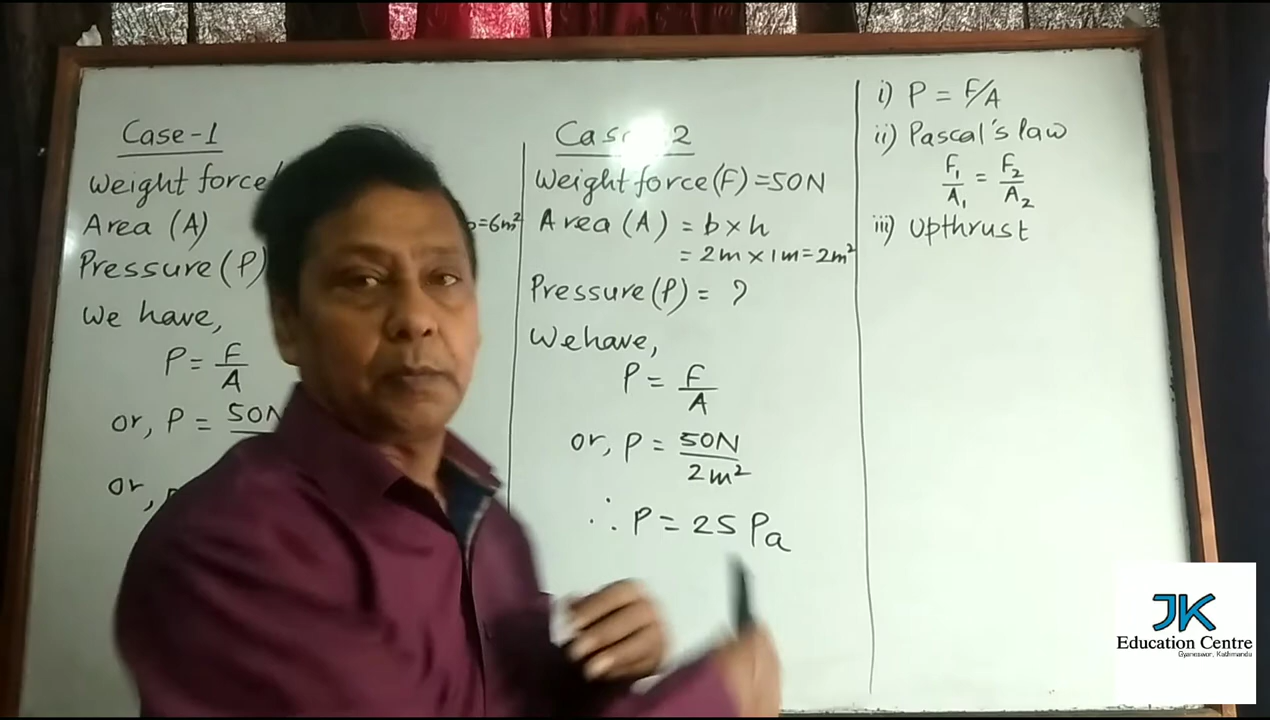 Case-1
Weight force
Area (A)
=6m²
Pressure (P)
We have,
P = F/A
or, P = 50N
or,
Case-2
Weight force (F) = 50N
Area (A) = b × h
= 2m × 1m = 2m²
Pressure (P) = ?
We have,
P = F/A
or, P = 50N/2m²
∴ P = 25 Pa
i) P = F/A
ii) Pascal's law
F₁/A₁ = F₂/A₂
iii) Upthrust
JK
Education Centre
Gyaneswor, Kathmandu